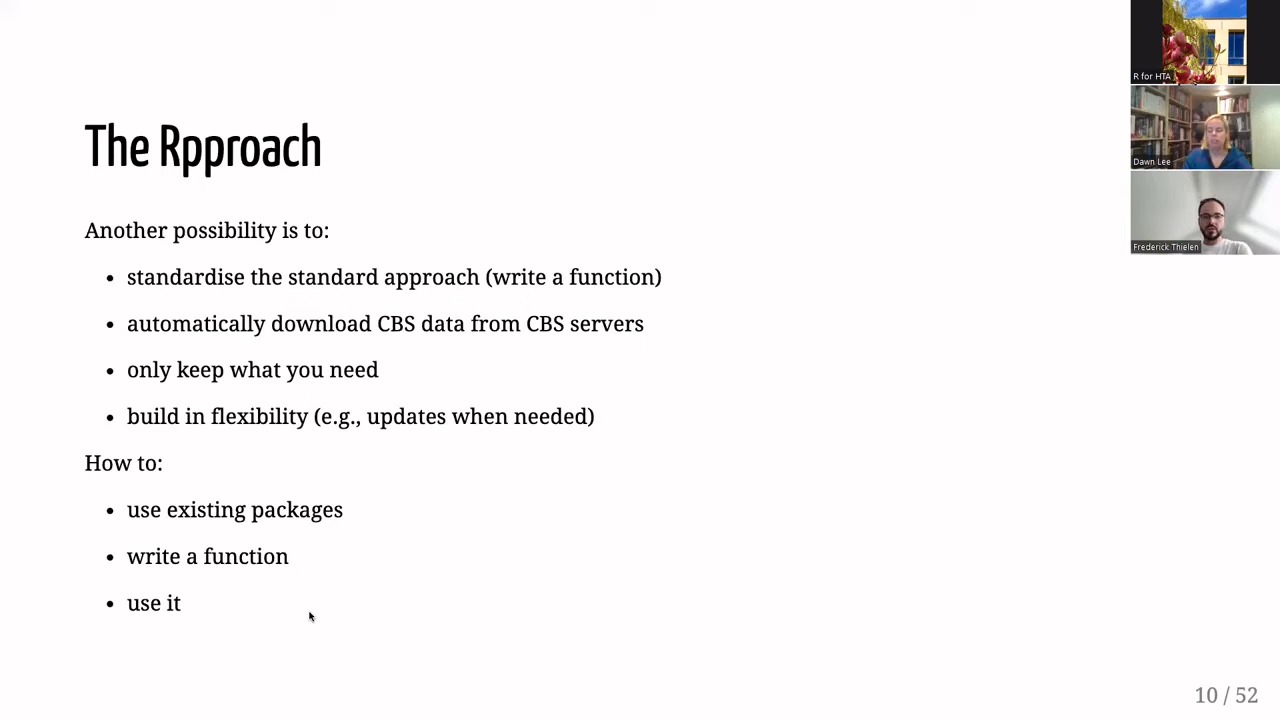 The Rpproach
Another possibility is to:
• standardise the standard approach (write a function)
• automatically download CBS data from CBS servers
• only keep what you need
• build in flexibility (e.g., updates when needed)
How to:
• use existing packages
• write a function
• use it
10 / 52
R for HTA
Dawn Lee
Frederick Thielen